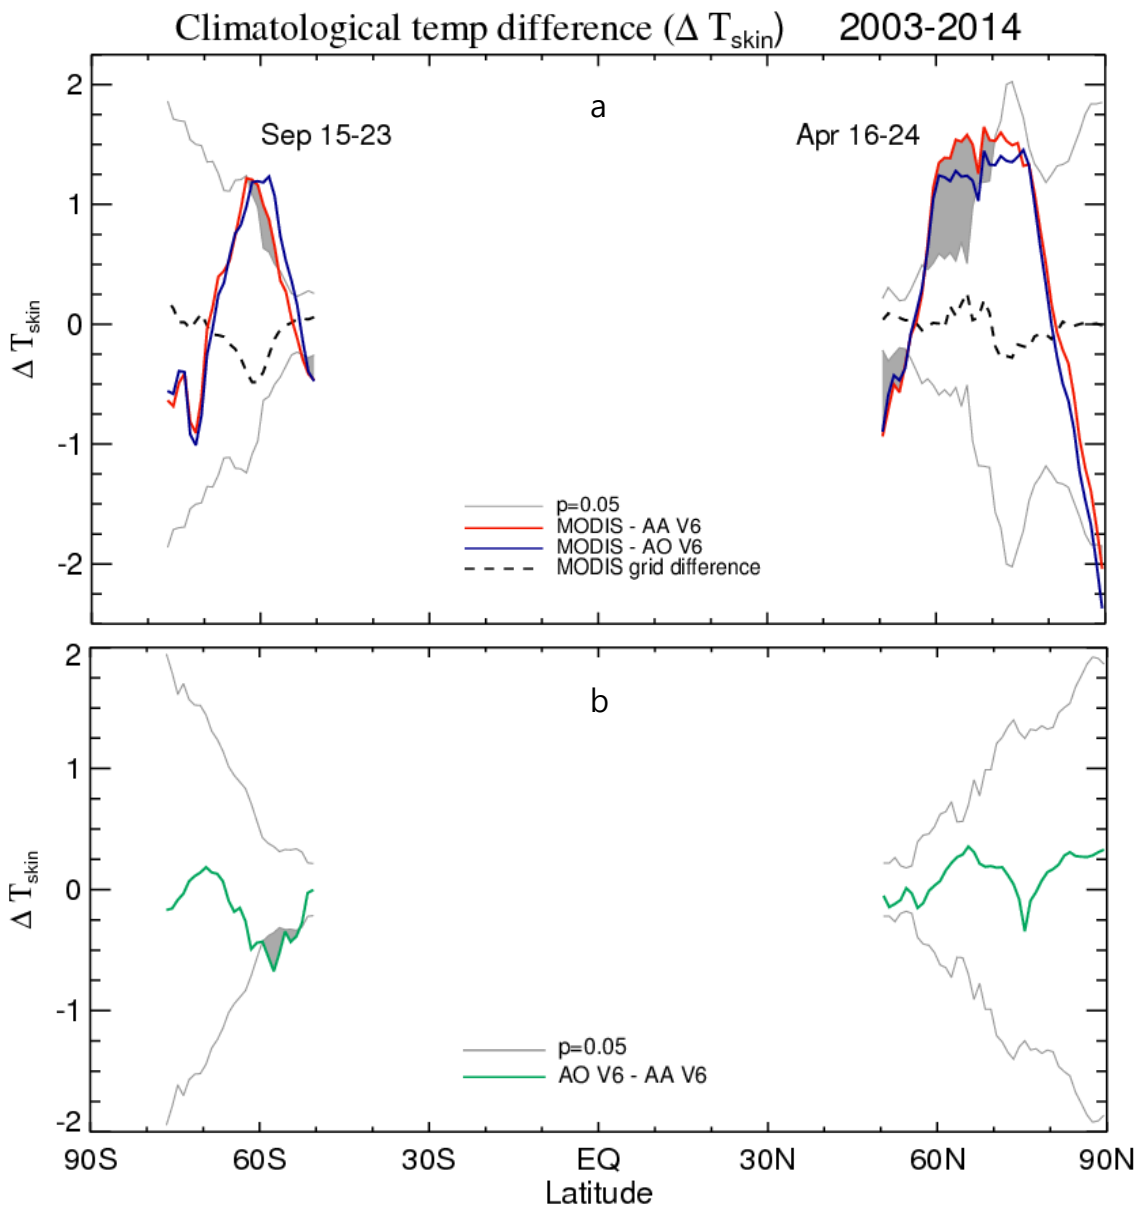 Climatological temp difference (Δ Tskin) 2003-2014
a
Sep 15-23
Apr 16-24
2
1
0
-1
-2
Δ Tskin
p=0.05
MODIS - AA V6
MODIS - AO V6
MODIS grid difference
b
2
1
0
-1
-2
Δ Tskin
p=0.05
AO V6 - AA V6
90S 60S 30S EQ 30N 60N 90N
Latitude